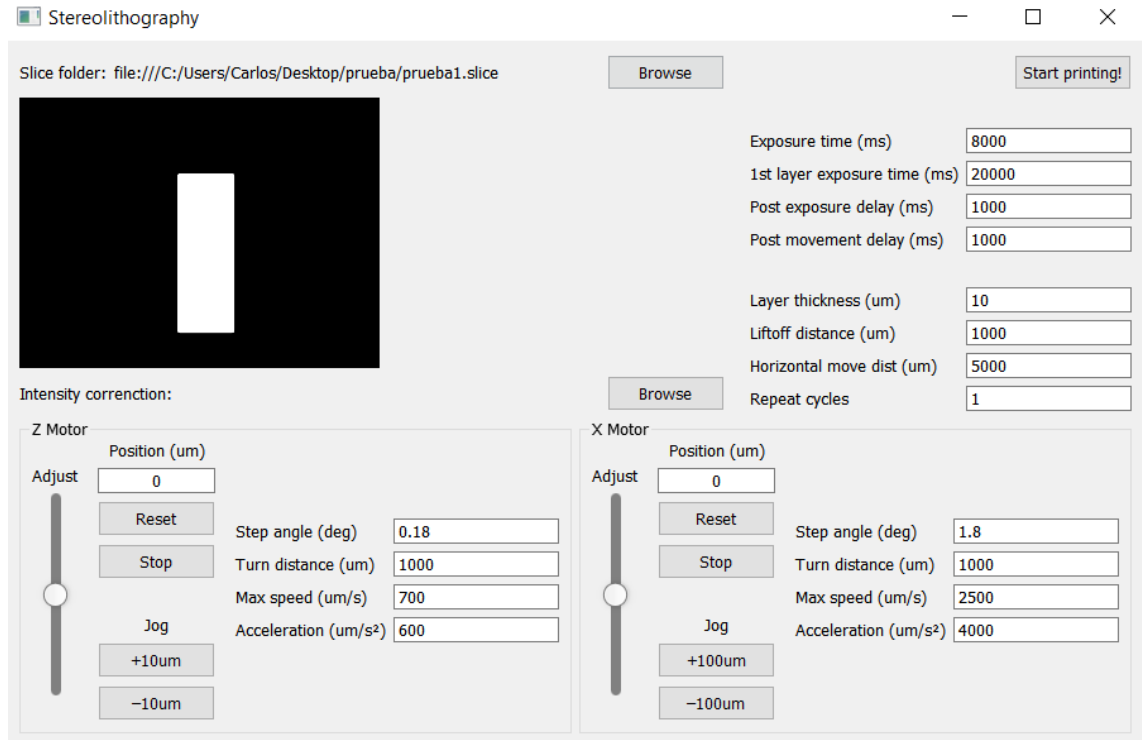 Stereolithography
Slice folder: file:///C:/Users/Carlos/Desktop/prueba/prueba1.slice Browse Start printing!
Exposure time (ms) 8000
1st layer exposure time (ms) 20000
Post exposure delay (ms) 1000
Post movement delay (ms) 1000
Layer thickness (um) 10
Liftoff distance (um) 1000
Horizontal move dist (um) 5000
Intensity correnction: Browse Repeat cycles 1
Z Motor
Position (um)
Adjust 0
Reset
Step angle (deg) 0.18
Stop Turn distance (um) 1000
Max speed (um/s) 700
Jog Acceleration (um/s²) 600
+10um
−10um
X Motor
Position (um)
Adjust 0
Reset
Step angle (deg) 1.8
Stop Turn distance (um) 1000
Max speed (um/s) 2500
Jog Acceleration (um/s²) 4000
+100um
−100um